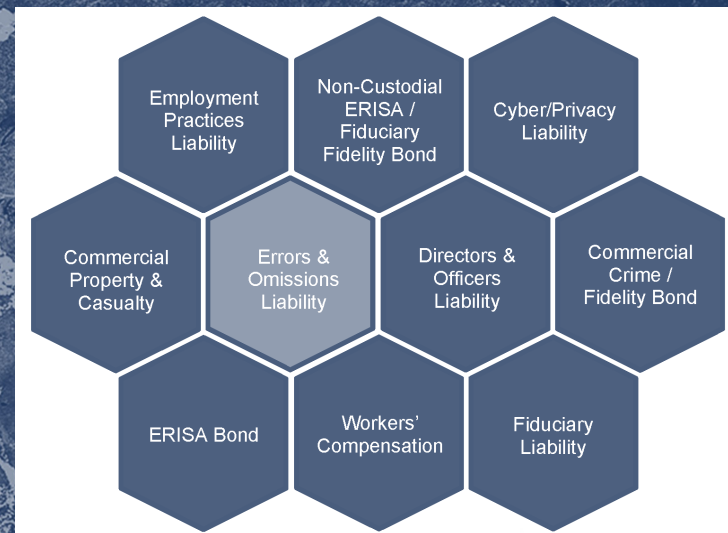 Employment
Practices
Liability
Non-Custodial
ERISA /
Fiduciary
Fidelity Bond
Cyber/Privacy
Liability
Commercial
Property &
Casualty
Errors &
Omissions
Liability
Directors &
Officers
Liability
Commercial
Crime /
Fidelity Bond
ERISA Bond
Workers’
Compensation
Fiduciary
Liability